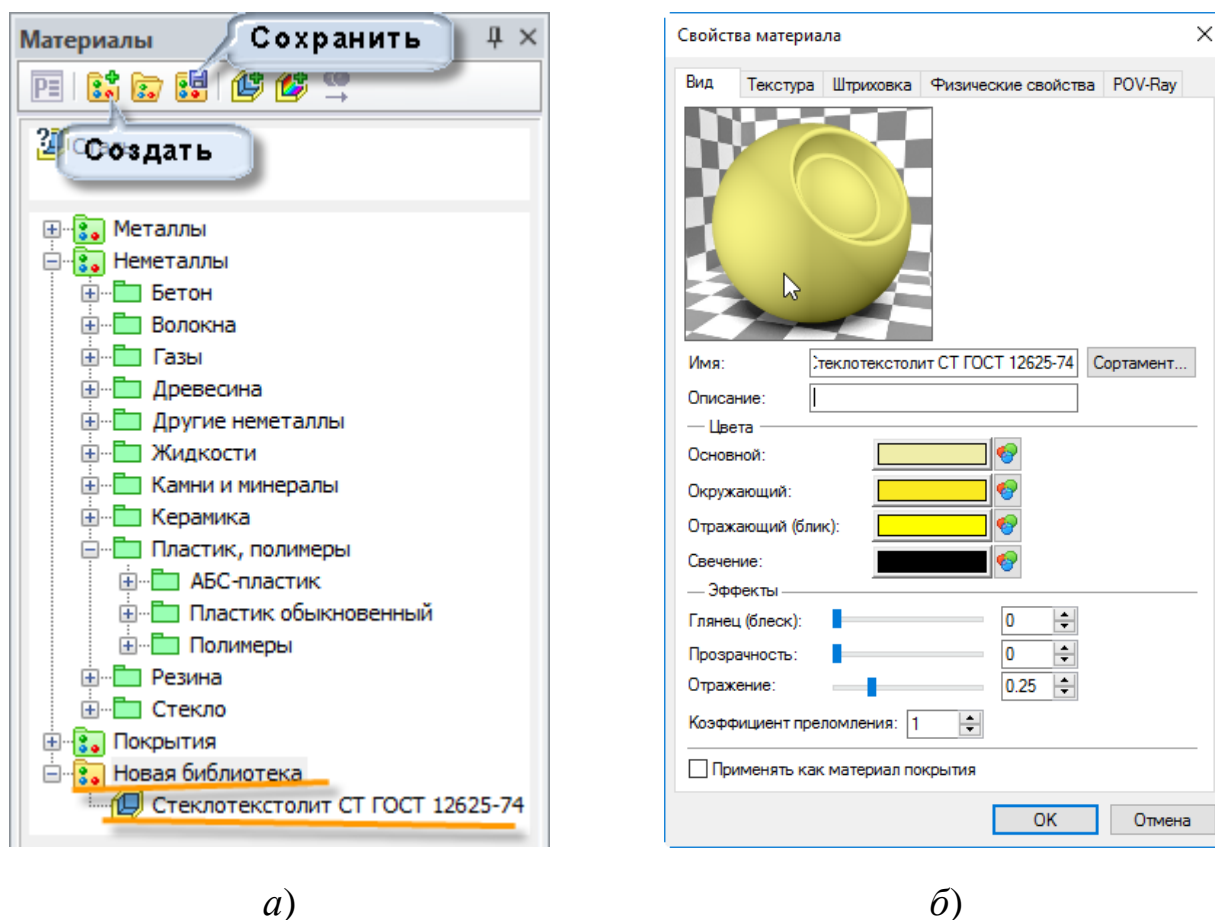 Материалы
Сохранить
Создать
Металлы
Неметаллы
Бетон
Волокна
Газы
Древесина
Другие неметаллы
Жидкости
Камни и минералы
Керамика
Пластик, полимеры
АБС-пластик
Пластик обыкновенный
Полимеры
Резина
Стекло
Покрытия
Новая библиотека
Стеклотекстолит СТ ГОСТ 12625-74
а)
Свойства материала
Вид Текстура Штриховка Физические свойства POV-Ray
Имя: Стеклотекстолит СТ ГОСТ 12625-74 Сортамент...
Описание:
Цвета
Основной:
Окружающий:
Отражающий (блик):
Свечение:
Эффекты
Глянец (блеск): 0
Прозрачность: 0
Отражение: 0.25
Коэффициент преломления: 1
Применять как материал покрытия
OK Отмена
б)